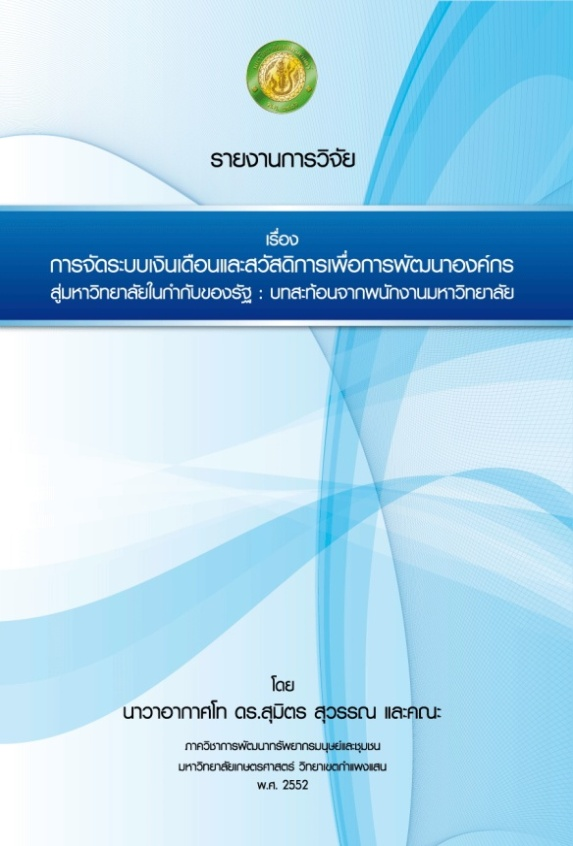 รายงานการวิจัย
เรื่อง
การจัดระบบเงินเดือนและสวัสดิการเพื่อการพัฒนาองค์กร
สู่มหาวิทยาลัยในกำกับของรัฐ : บทสะท้อนจากพนักงานมหาวิทยาลัย
โดย
นาวาอากาศโท ดร.สุมิตร สุวรรณ และคณะ
ภาควิชาการพัฒนาทรัพยากรมนุษย์และชุมชน
มหาวิทยาลัยเกษตรศาสตร์ วิทยาเขตกำแพงแสน
พ.ศ. 2552